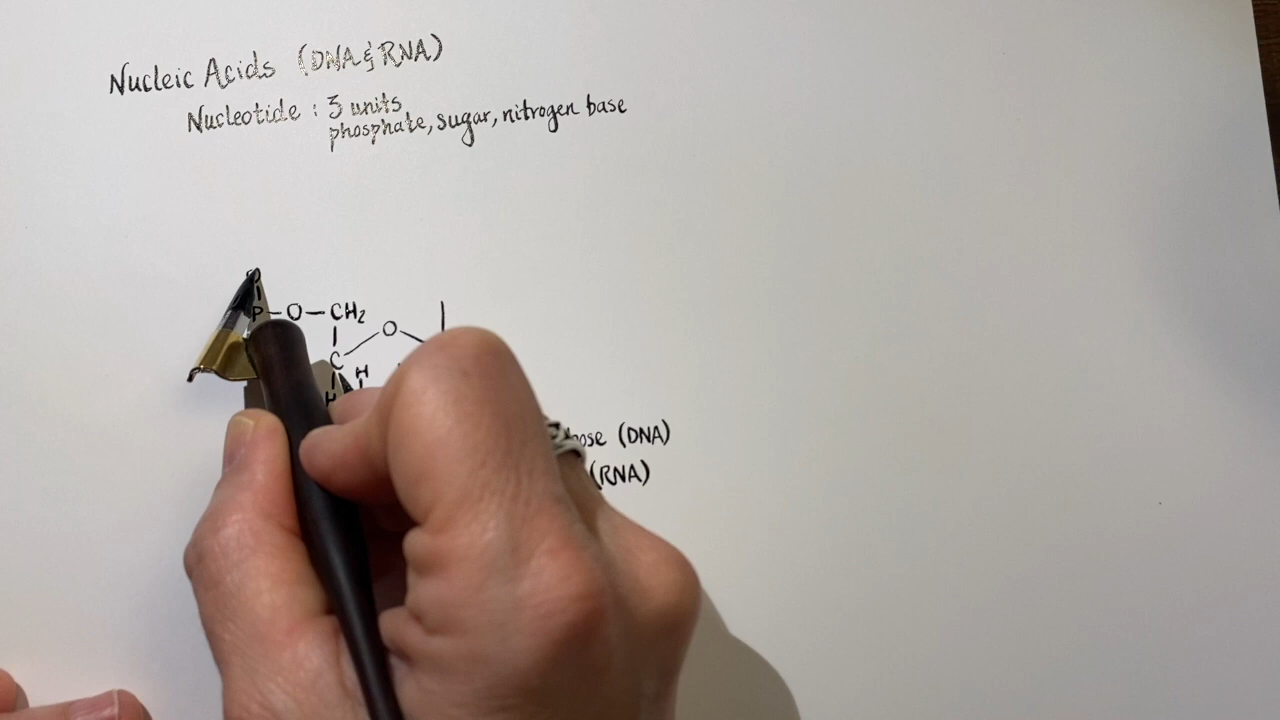 Nucleic Acids (DNA & RNA)
Nucleotide : 3 units
phosphate, sugar, nitrogen base
O
P-O-CH₂
O
C
H
H
(DNA)
(RNA)